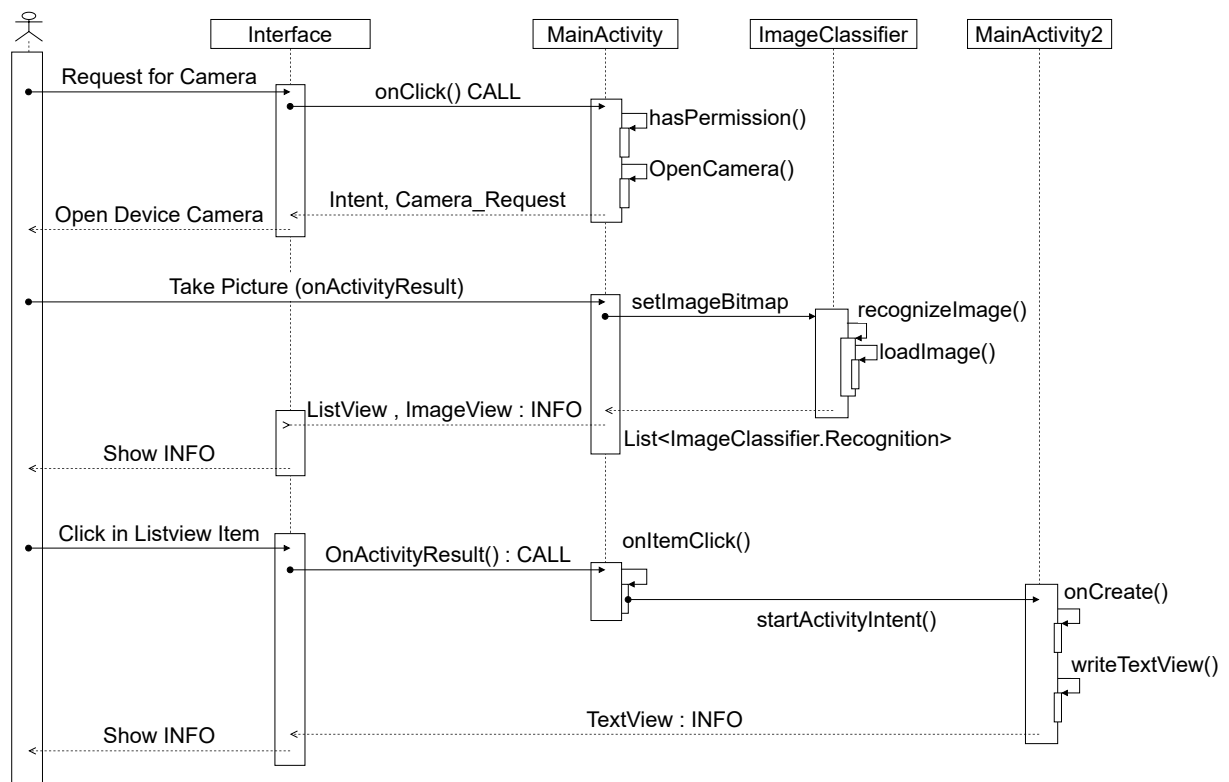 Interface
MainActivity
ImageClassifier
MainActivity2
Request for Camera
onClick() CALL
hasPermission()
OpenCamera()
Intent, Camera_Request
Open Device Camera
Take Picture (onActivityResult)
setImageBitmap
recognizeImage()
loadImage()
ListView , ImageView : INFO
List<ImageClassifier.Recognition>
Show INFO
Click in Listview Item
onItemClick()
OnActivityResult() : CALL
onCreate()
startActivityIntent()
writeTextView()
TextView : INFO
Show INFO